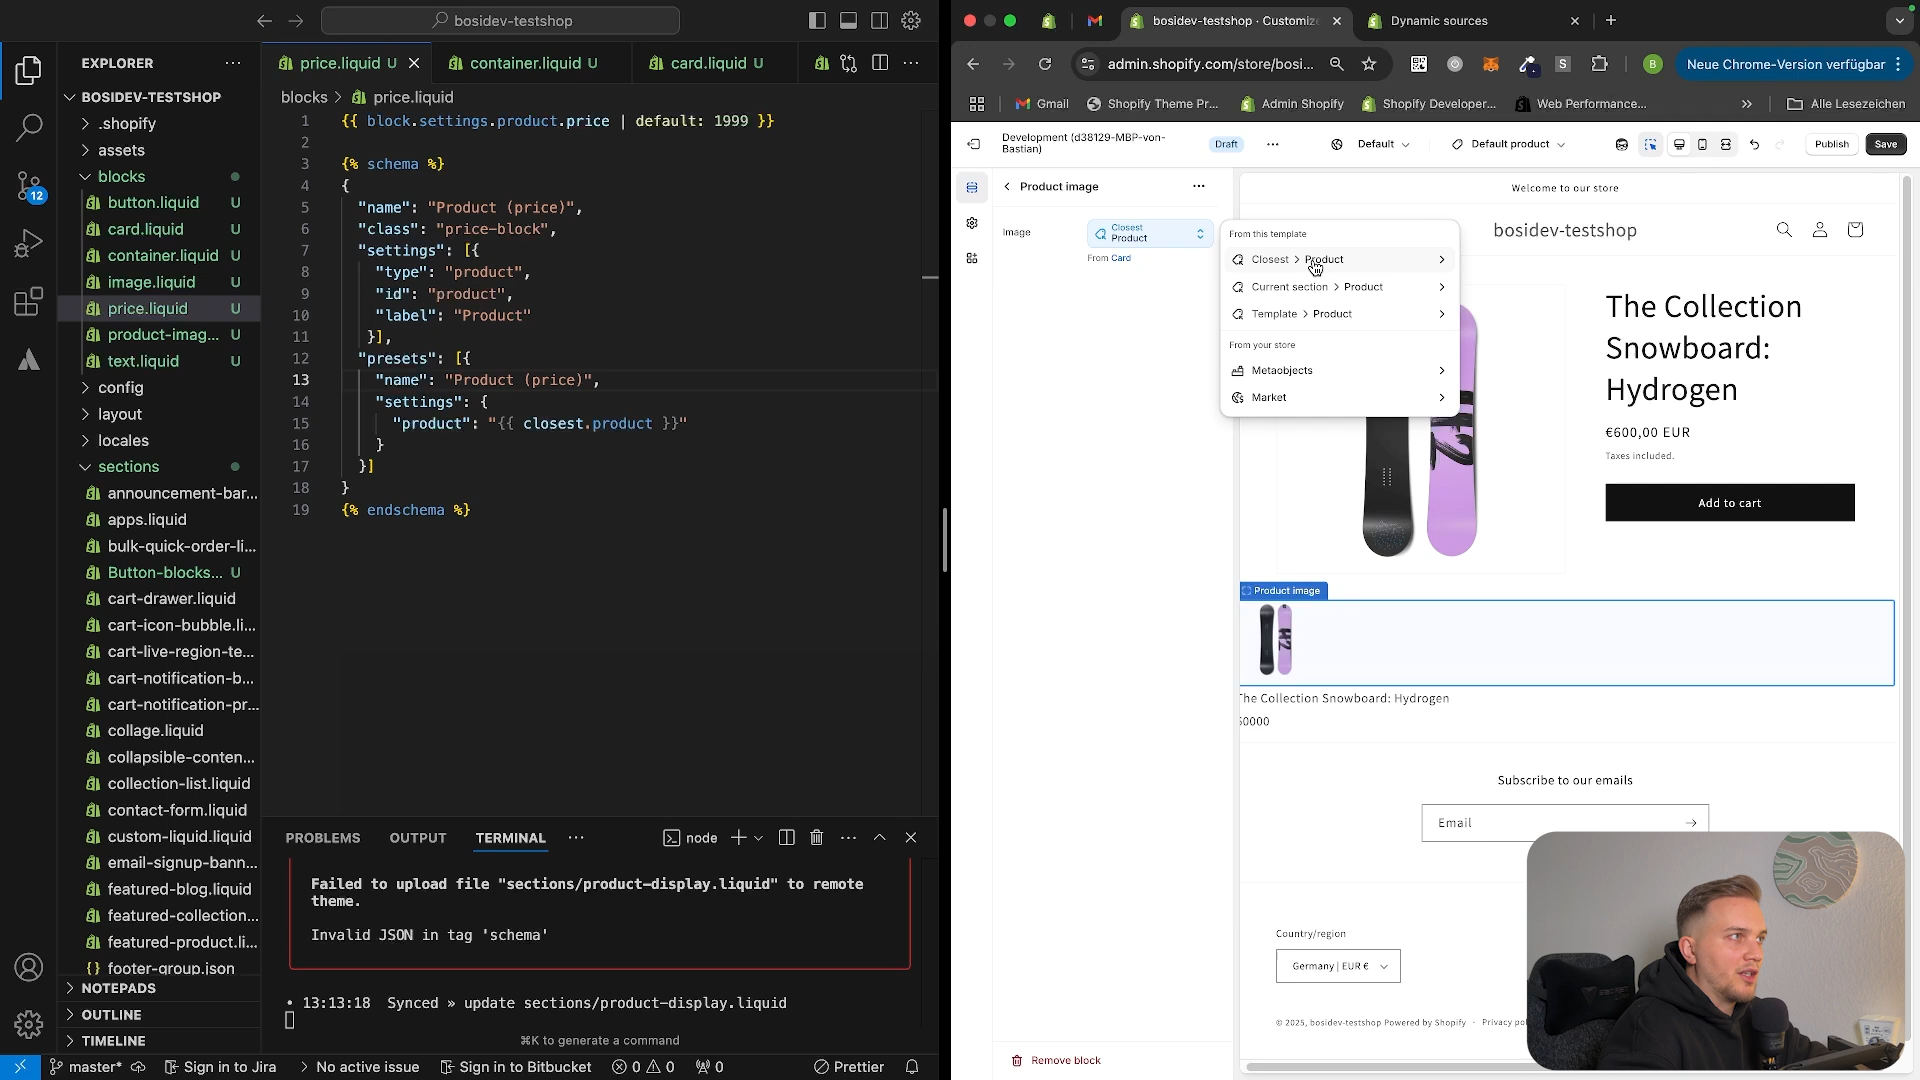 bosidev-testshop
EXPLORER
BOSIDEV-TESTSHOP
.shopify
assets
blocks
button.liquid U
card.liquid U
container.liquid U
image.liquid U
price.liquid U
product-imag... U
text.liquid U
config
layout
locales
sections
announcement-bar...
apps.liquid
bulk-quick-order-li...
Button-blocks... U
cart-drawer.liquid
cart-icon-bubble.li...
cart-live-region-te...
cart-notification-b...
cart-notification-pr...
collage.liquid
collapsible-conten...
collection-list.liquid
contact-form.liquid
custom-liquid.liquid
email-signup-bann...
featured-blog.liquid
featured-collection...
featured-product.li...
footer-group.json
NOTEPADS
OUTLINE
TIMELINE
12
price.liquid U
container.liquid U
card.liquid U
blocks > price.liquid
1 {{ block.settings.product.price | default: 1999 }}
2
3 {% schema %}
4 {
5 "name": "Product (price)",
6 "class": "price-block",
7 "settings": [{
8 "type": "product",
9 "id": "product",
10 "label": "Product"
11 }],
12 "presets": [{
13 "name": "Product (price)",
14 "settings": {
15 "product": "{{ closest.product }}"
16 }
17 }]
18 }
19 {% endschema %}
PROBLEMS OUTPUT TERMINAL ... node
Failed to upload file "sections/product-display.liquid" to remote
theme.
Invalid JSON in tag 'schema'
• 13:13:18 Synced » update sections/product-display.liquid
⌘K to generate a command
master* Sign in to Jira > No active issue Sign in to Bitbucket 0 0 0 Prettier
bosidev-testshop · Customize
Dynamic sources
admin.shopify.com/store/bosi...
S
B
Neue Chrome-Version verfügbar
Gmail
Shopify Theme Pr...
Admin Shopify
Shopify Developer...
Web Performance...
Alle Lesezeichen
Development (d38129-MBP-von-
Bastian)
Draft
Default
Default product
Publish
Save
Product image
Image
Closest
Product
From Card
From this template
Closest > Product
Current section > Product
Template > Product
From your store
Metaobjects
Market
Remove block
Welcome to our store
bosidev-testshop
The Collection
Snowboard:
Hydrogen
€600,00 EUR
Taxes included.
Add to cart
Product image
The Collection Snowboard: Hydrogen
60000
Subscribe to our emails
Email
Country/region
Germany | EUR €
© 2025, bosidev-testshop Powered by Shopify · Privacy pol